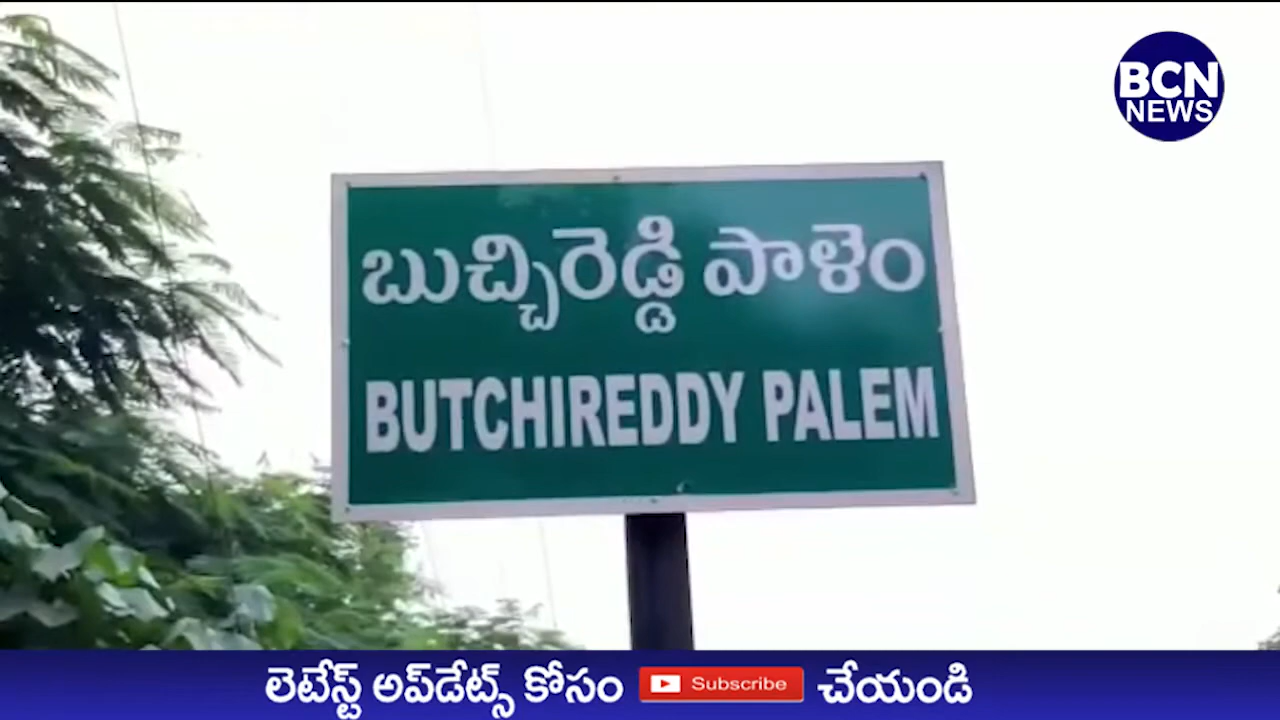 BCN
NEWS
బుచ్చిరెడ్డి పాళెం
BUTCHIREDDY PALEM
లెటేస్ట్ అప్‌డేట్స్ కోసం Subscribe చేయండి